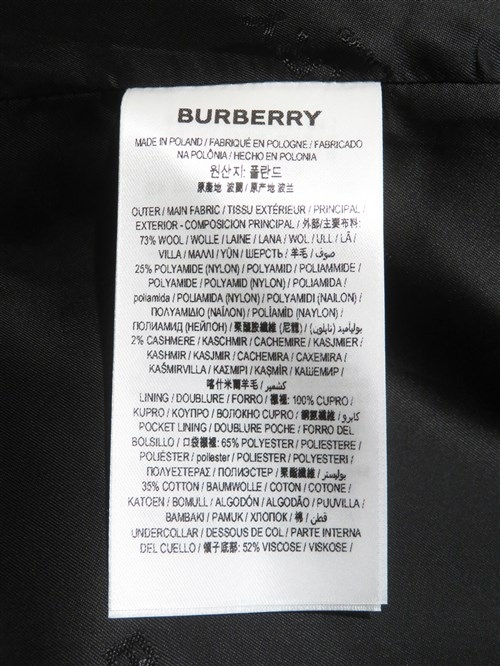 BURBERRY
MADE IN POLAND / FABRIQUÉ EN POLOGNE / FABRICADO
NA POLÔNIA / HECHO EN POLONIA
원산지: 폴란드
原產地 波蘭 / 原产地 波兰
OUTER / MAIN FABRIC / TISSU EXTÉRIEUR / PRINCIPAL /
EXTERIOR - COMPOSICION PRINCIPAL / 外部/主要布料:
73% WOOL / WOLLE / LAINE / LANA / WOL / ULL / LÃ /
VILLA / ΜΑΛΛΙ / YÜN / ШЕРСТЬ / 羊毛 / صوف /
25% POLYAMIDE (NYLON) / POLYAMID / POLIAMMIDE /
POLYAMIDE / POLYAMID (NYLON) / POLIAMIDA /
poliamida / POLIAMIDA (NYLON) / POLYAMIDI (NAILON) /
ΠΟΛΥΑΜΙΔΙΟ (ΝΑΪΛΟΝ) / POLİAMİD (NAYLON) /
ПОЛИАМИД (НЕЙЛОН) / 聚酰胺纖維 (尼龍) / بولياميد (نايلون) /
2% CASHMERE / KASCHMIR / CACHEMIRE / KASJMIER /
KASHMIR / KASJMIR / CACHEMIRA / CAXEMIRA /
KAŠMIRVILLA / ΚΑΣΜΙΡΙ / KAŞMİR / КАШЕМИР /
喀什米爾羊毛 / كشمير /
LINING / DOUBLURE / FORRO / 襯裡: 100% CUPRO /
KUPRO / ΚΟΥΠΡΟ / ВОЛОКНО CUPRO / 銅氨纖維 / كابرو /
POCKET LINING / DOUBLURE POCHE / FORRO DEL
BOLSILLO / 口袋襯裡: 65% POLYESTER / POLIESTERE /
POLIÉSTER / poliester / POLIÉSTER / POLYESTERI /
ΠΟΛΥΕΣΤΕΡΑΣ / ПОЛИЭСТЕР / 聚酯纖維 / بوليستر /
35% COTTON / BAUMWOLLE / COTON / COTONE /
KATOEN / BOMULL / ALGODÓN / ALGODÃO / PUUVILLA /
ΒΑΜΒΑΚΙ / PAMUK / ХЛОПОК / 棉 / قطن /
UNDERCOLLAR / DESSOUS DE COL / PARTE INTERNA
DEL CUELLO / 領子底部: 52% VISCOSE / VISKOSE /